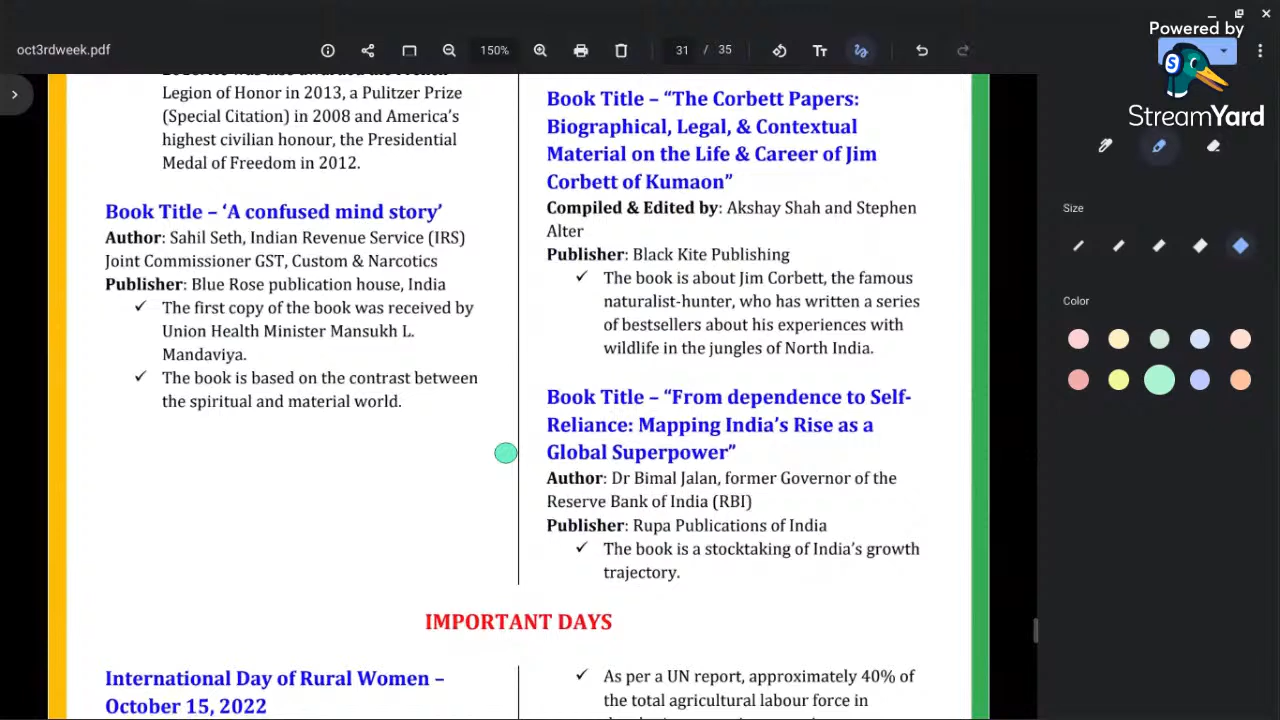 oct3rdweek.pdf
150%
31 / 35
Powered by
StreamYard
Legion of Honor in 2013, a Pulitzer Prize
(Special Citation) in 2008 and America's
highest civilian honour, the Presidential
Medal of Freedom in 2012.
Book Title – ‘A confused mind story’
Author: Sahil Seth, Indian Revenue Service (IRS)
Joint Commissioner GST, Custom & Narcotics
Publisher: Blue Rose publication house, India
✓ The first copy of the book was received by
Union Health Minister Mansukh L.
Mandaviya.
✓ The book is based on the contrast between
the spiritual and material world.
Book Title – “The Corbett Papers:
Biographical, Legal, & Contextual
Material on the Life & Career of Jim
Corbett of Kumaon”
Compiled & Edited by: Akshay Shah and Stephen
Alter
Publisher: Black Kite Publishing
✓ The book is about Jim Corbett, the famous
naturalist-hunter, who has written a series
of bestsellers about his experiences with
wildlife in the jungles of North India.
Book Title – “From dependence to Self-
Reliance: Mapping India’s Rise as a
Global Superpower”
Author: Dr Bimal Jalan, former Governor of the
Reserve Bank of India (RBI)
Publisher: Rupa Publications of India
✓ The book is a stocktaking of India’s growth
trajectory.
IMPORTANT DAYS
International Day of Rural Women –
October 15, 2022
✓ As per a UN report, approximately 40% of
the total agricultural labour force in
Size
Color